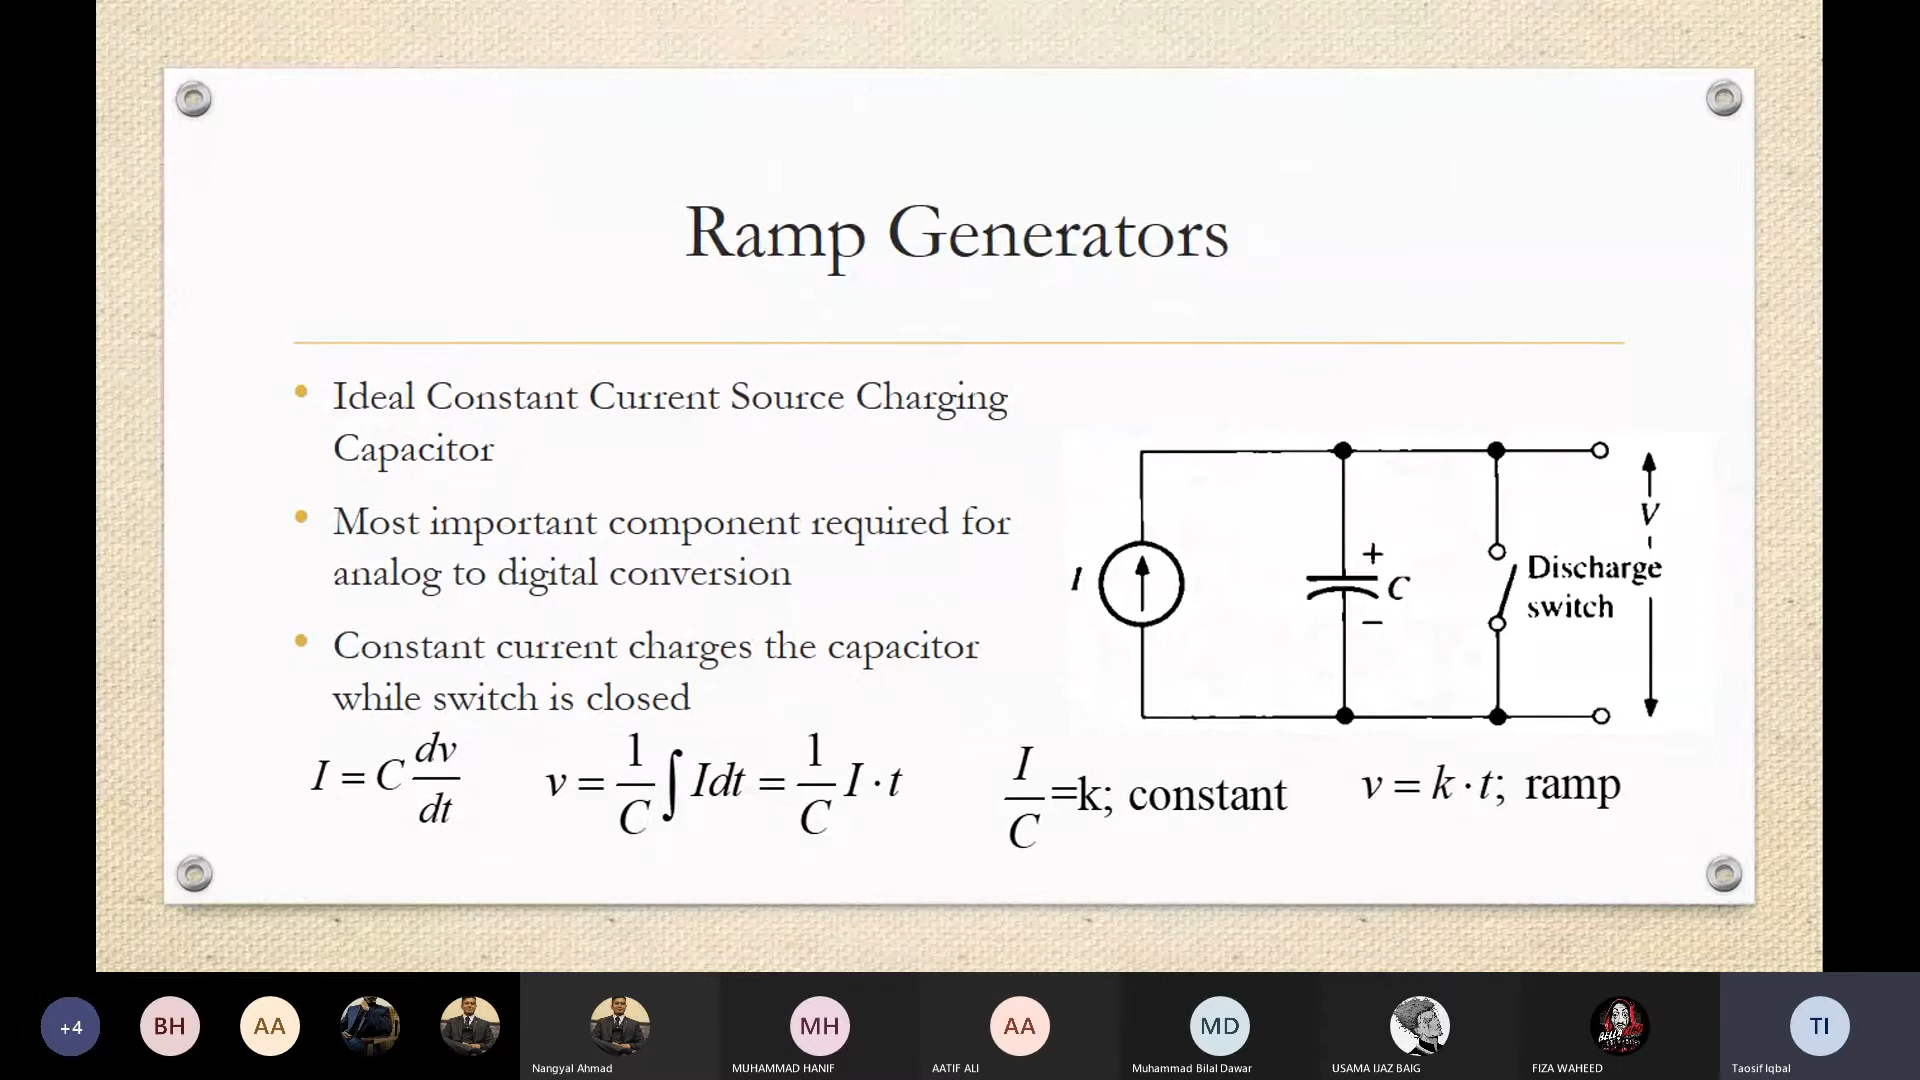 Ramp Generators
• Ideal Constant Current Source Charging
Capacitor
• Most important component required for
analog to digital conversion
• Constant current charges the capacitor
while switch is closed
I
+
C
−
Discharge
switch
V
I = C dv/dt
v = 1/C ∫ Idt = 1/C I · t
I/C =k; constant
v = k · t; ramp
+4
BH
AA
MH
AA
MD
TI
Nangyal Ahmad
MUHAMMAD HANIF
AATIF ALI
Muhammad Bilal Dawar
USAMA IJAZ BAIG
FIZA WAHEED
Taosif Iqbal